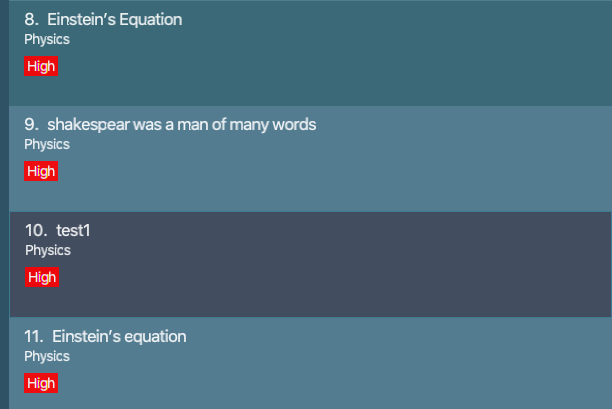 8. Einstein’s Equation
Physics
High
9. shakespear was a man of many words
Physics
High
10. test1
Physics
High
11. Einstein’s equation
Physics
High